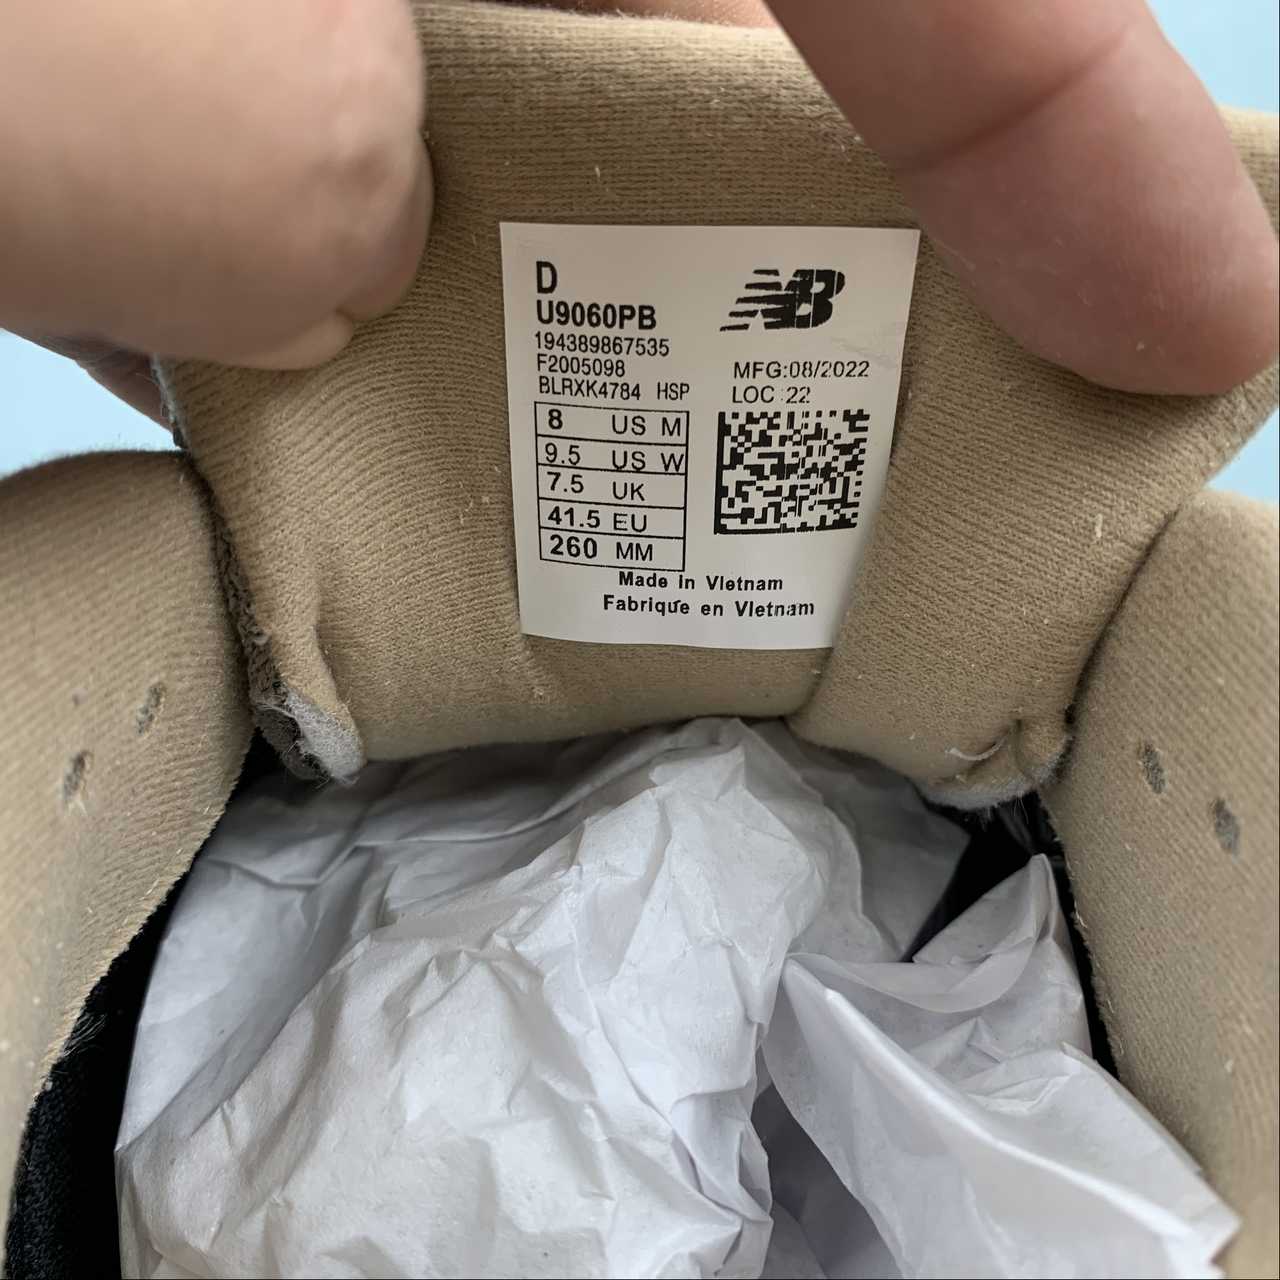 D
U9060PB
194389867535
F2005098
BLRXK4784 HSP
8 US M
9.5 US W
7.5 UK
41.5 EU
260 MM
NB
MFG:08/2022
LOC:22
Made in Vietnam
Fabriqué en Vietnam